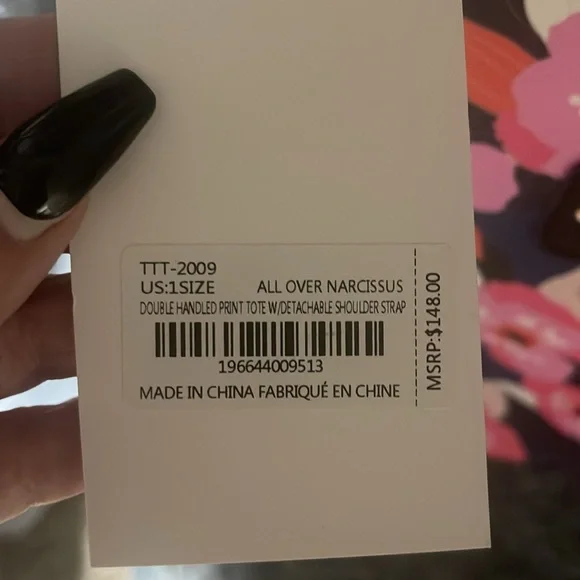 TTT-2009
US:1SIZE ALL OVER NARCISSUS
DOUBLE HANDLED PRINT TOTE W/DETACHABLE SHOULDER STRAP
196644009513
MADE IN CHINA FABRIQUÉ EN CHINE
MSRP:$148.00